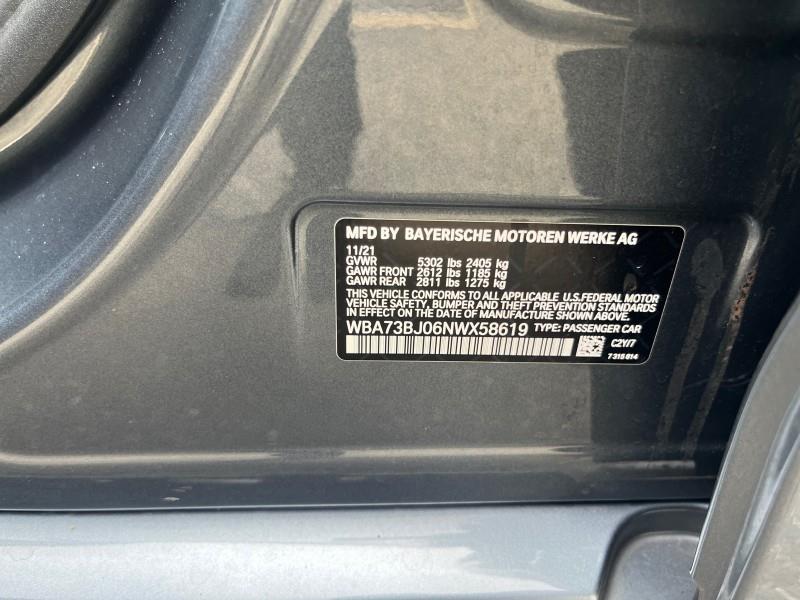 MFD BY BAYERISCHE MOTOREN WERKE AG
11/21
GVWR 5302 lbs 2405 kg
GAWR FRONT 2612 lbs 1185 kg
GAWR REAR 2811 lbs 1275 kg
THIS VEHICLE CONFORMS TO ALL APPLICABLE U.S.FEDERAL MOTOR
VEHICLE SAFETY, BUMPER AND THEFT PREVENTION STANDARDS
IN EFFECT ON THE DATE OF MANUFACTURE SHOWN ABOVE.
WBA73BJ06NWX58619 TYPE: PASSENGER CAR
C2Y/7
7 315 814